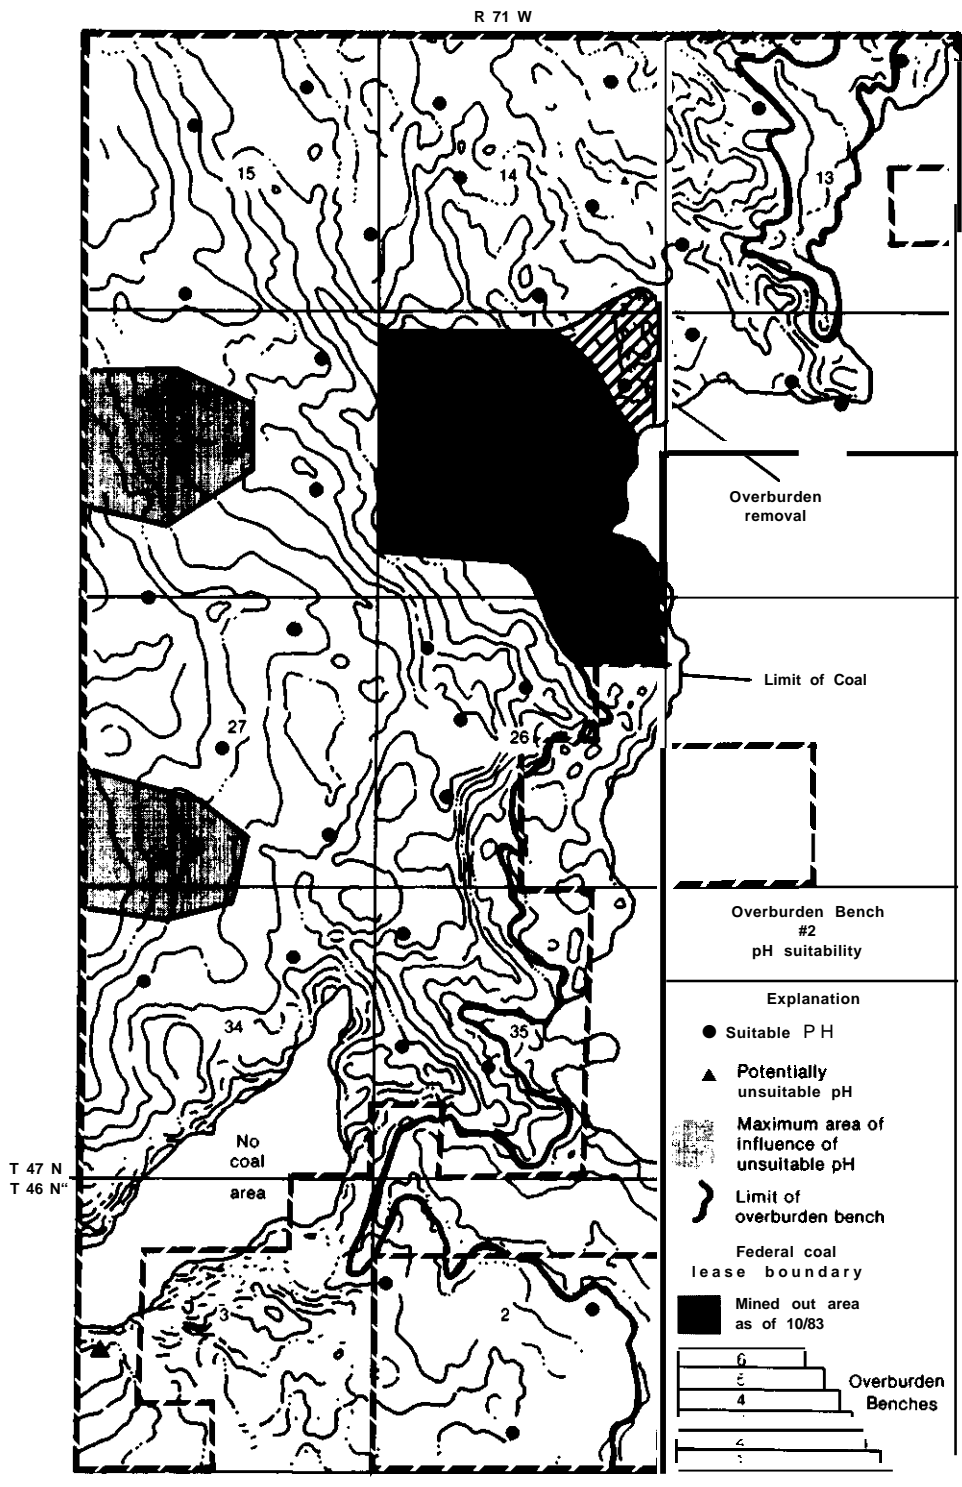 R 71 W
15
14
13
Overburden
removal
Limit of Coal
27
26
Overburden Bench
#2
pH suitability
Explanation
34
35
Suitable PH
Potentially
unsuitable pH
Maximum area of
influence of
unsuitable pH
No
coal
area
T 47 N
T 46 N"
Limit of
overburden bench
Federal coal
lease boundary
3
2
Mined out area
as of 10/83
6
5
4
Overburden
Benches